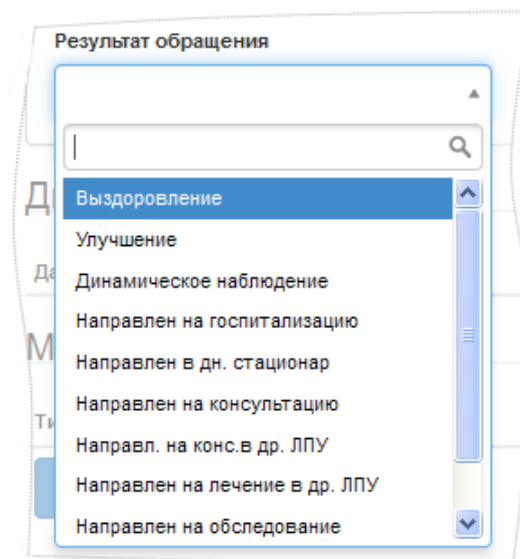 Результат обращения
Выздоровление
Улучшение
Динамическое наблюдение
Направлен на госпитализацию
Направлен в дн. стационар
Направлен на консультацию
Направл. на конс.в др. ЛПУ
Направлен на лечение в др. ЛПУ
Направлен на обследование